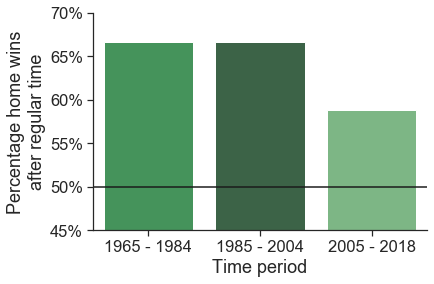 Percentage home wins
after regular time
70%
65%
60%
55%
50%
45%
1965 - 1984
1985 - 2004
2005 - 2018
Time period